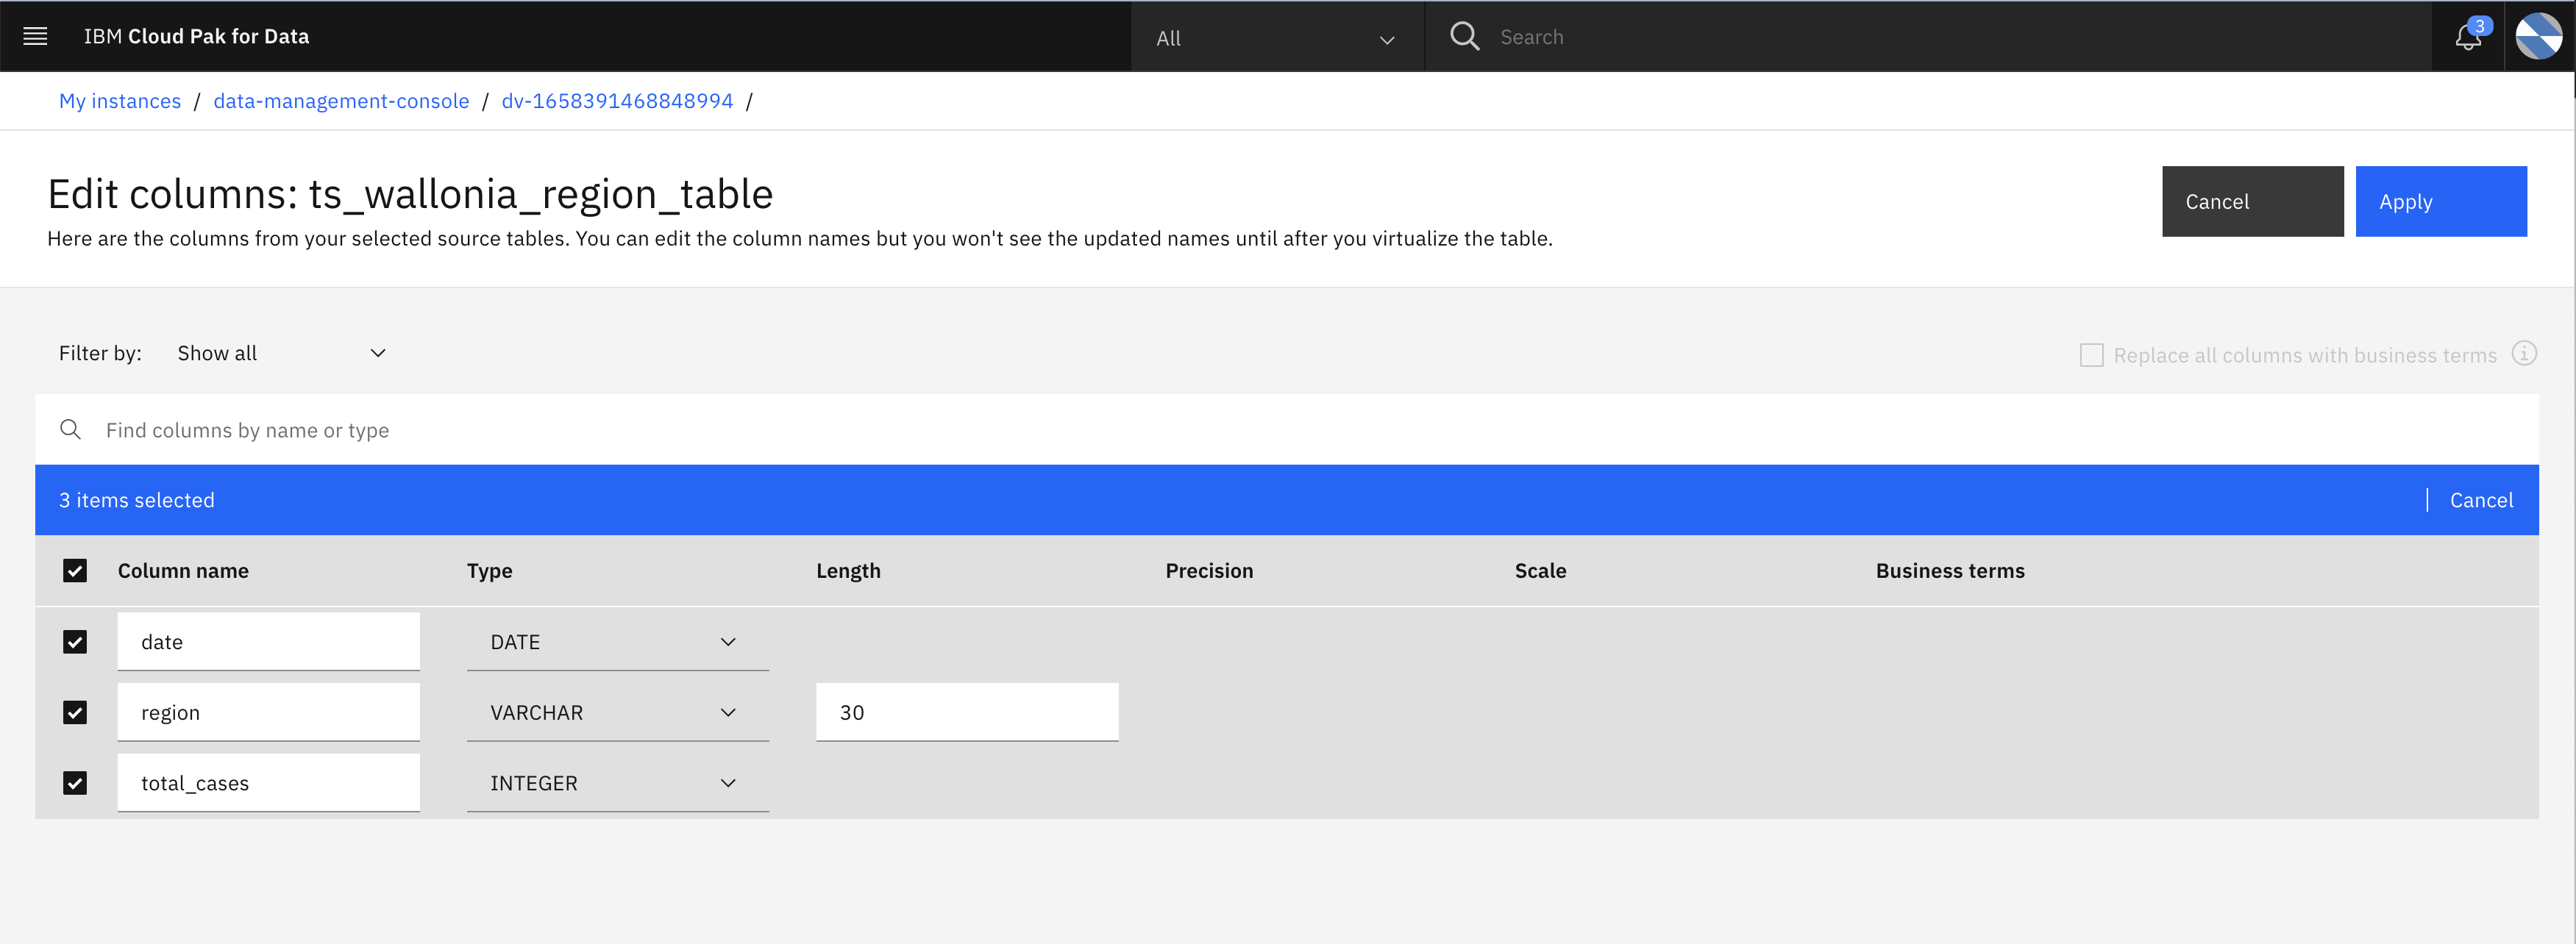 IBM Cloud Pak for Data
All
Search
3
My instances / data-management-console / dv-1658391468848994 /
Edit columns: ts_wallonia_region_table
Here are the columns from your selected source tables. You can edit the column names but you won't see the updated names until after you virtualize the table.
Cancel
Apply
Filter by: Show all
Replace all columns with business terms
Find columns by name or type
3 items selected
Cancel
Column name Type Length Precision Scale Business terms
date DATE
region VARCHAR 30
total_cases INTEGER